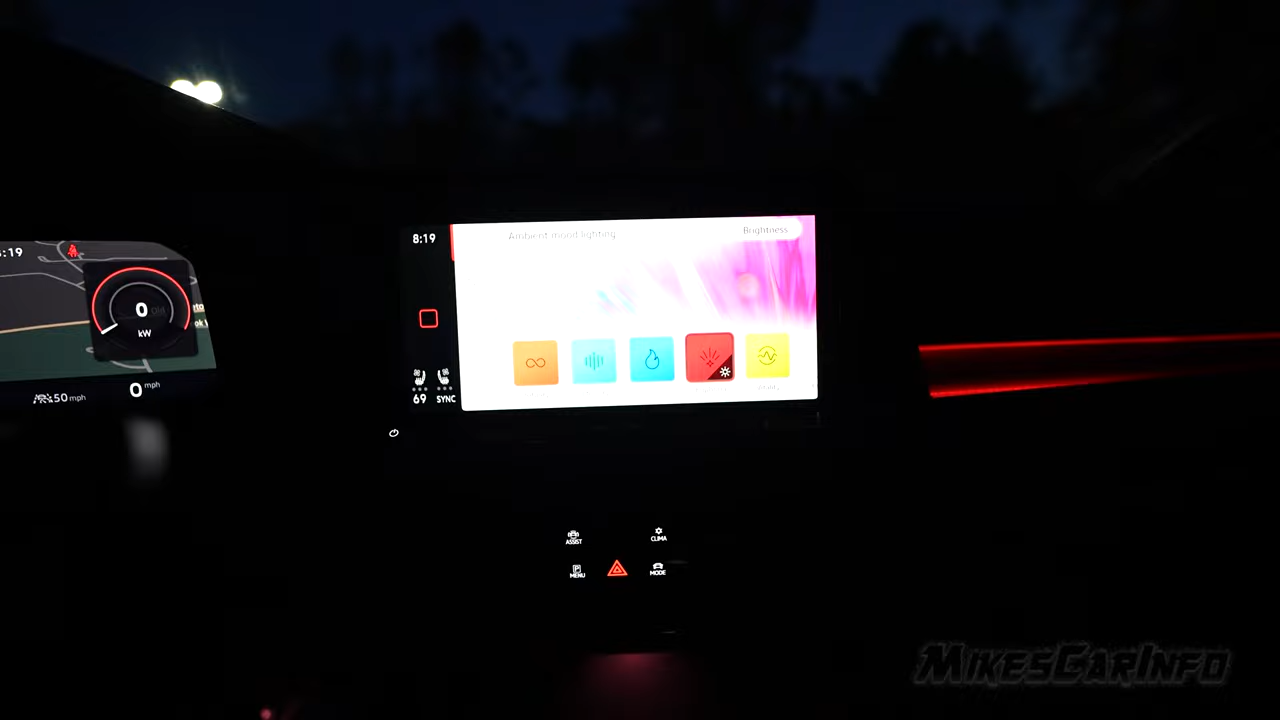 :19
0
kW
50 mph
0 mph
8:19
Ambient mood lighting
Brightness
69 SYNC
ASSIST
CLIMA
P
MENU
MODE
MIKESCARINFO